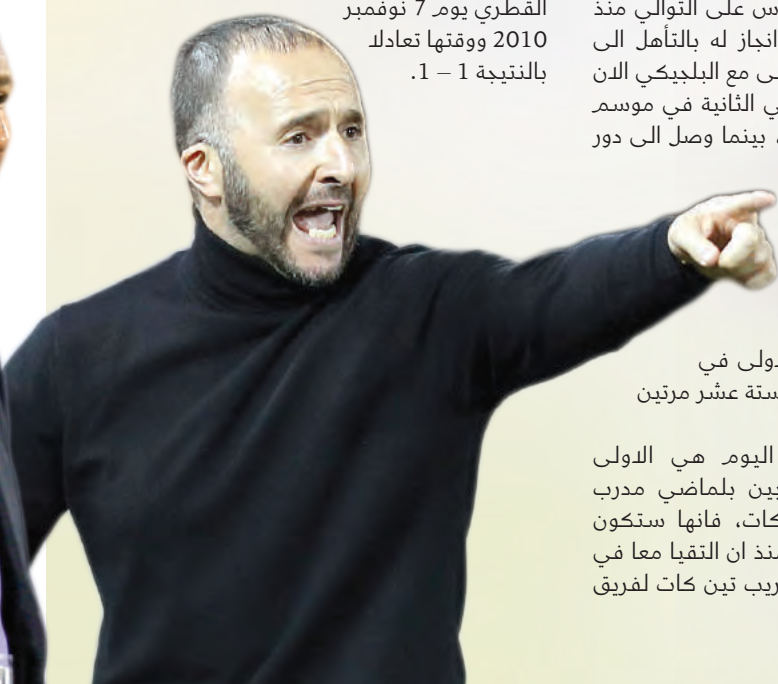 س على التوالي منذ
انجاز له بالتأهل الى
ى مع البلجيكي الان
ي الثانية في موسم
، بينما وصل الى دور
ولى في
ستة عشر مرتين
اليوم هي الاولى
بين بلماضي مدرب
كات، فانها ستكون
منذ ان التقيا معا في
ريب تين كات لفريق
القطري يوم 7 نوفمبر
2010 ووقتها تعادلا
بالنتيجة 1 – 1.